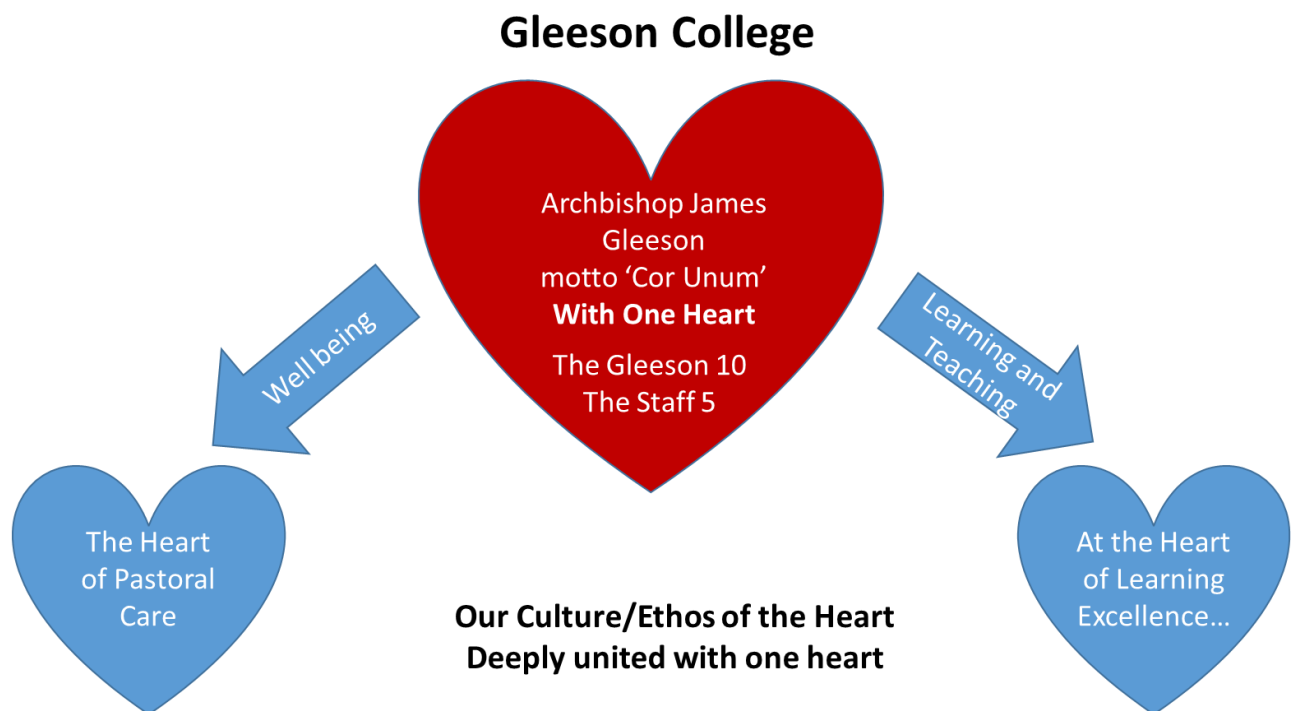 Gleeson College
Archbishop James
Gleeson
motto ‘Cor Unum’
With One Heart
The Gleeson 10
The Staff 5
Well being
Learning and
Teaching
The Heart
of Pastoral
Care
At the Heart
of Learning
Excellence…
Our Culture/Ethos of the Heart
Deeply united with one heart